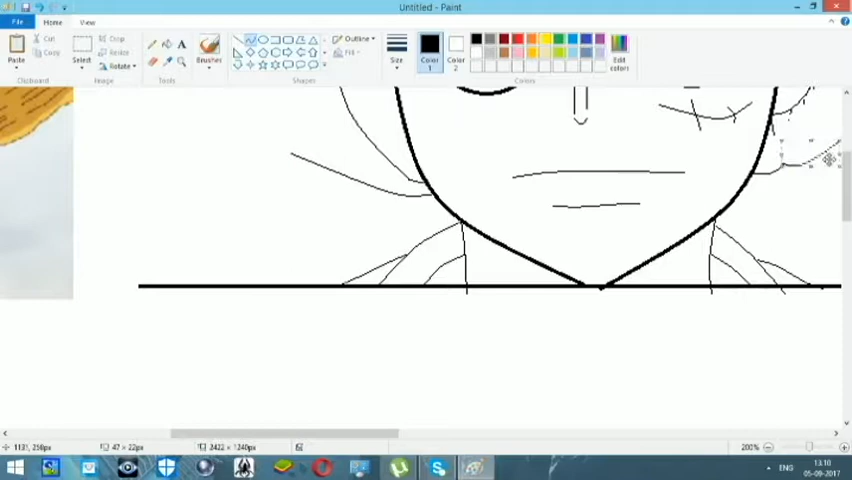 Untitled - Paint
File Home View
Paste
Cut
Copy
Clipboard
Select
Crop
Resize
Rotate
Image
A
Tools
Brushes
Outline
Fill
Shapes
Size
Color 1
Color 2
Colors
Edit colors
1131, 258px
47 × 22px
2422 × 1240px
200%
ENG
13.10
05-09-2017